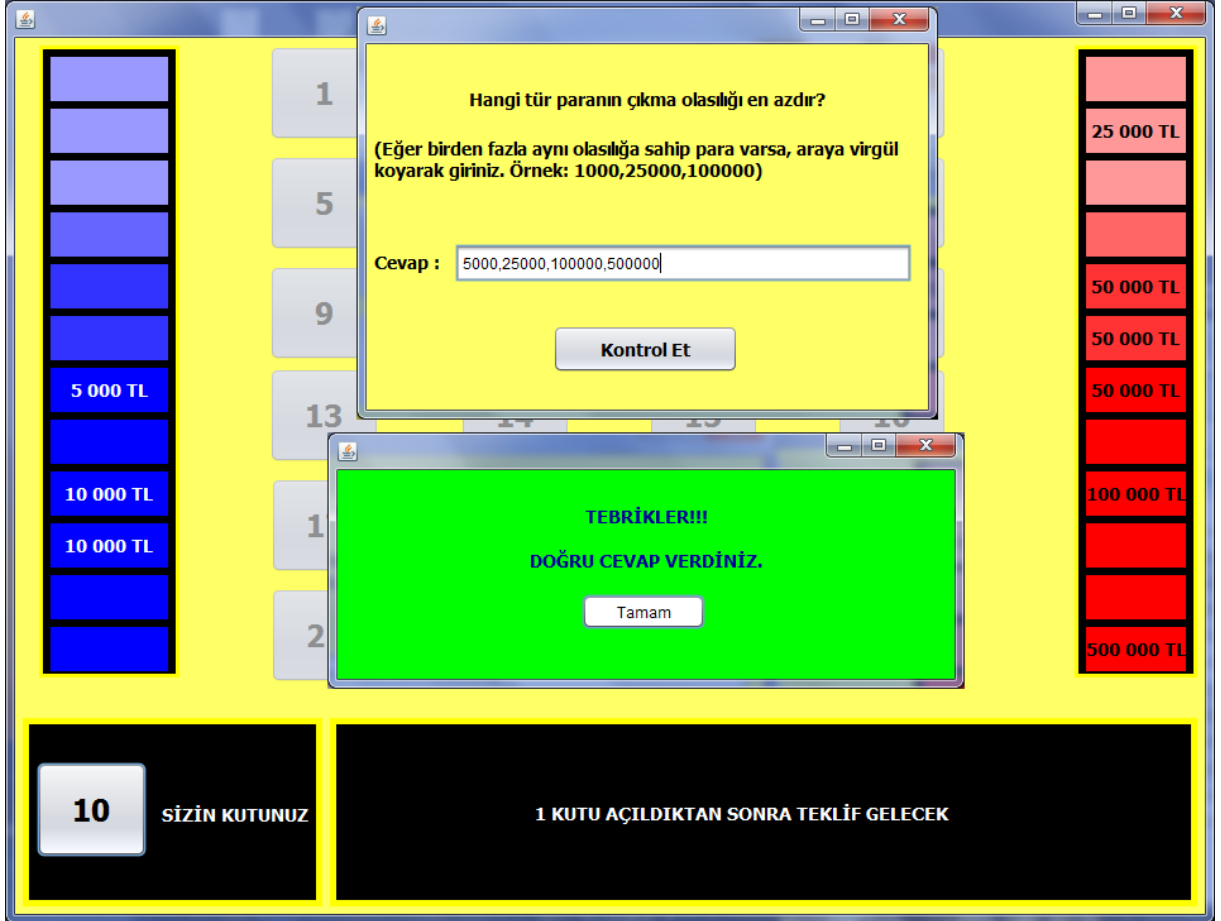 Hangi tür paranın çıkma olasılığı en azdır?
(Eğer birden fazla aynı olasılığa sahip para varsa, araya virgül
koyarak giriniz. Örnek: 1000,25000,100000)
Cevap :
5000,25000,100000,500000
Kontrol Et
1
5
9
13
14
15
16
5 000 TL
10 000 TL
10 000 TL
25 000 TL
50 000 TL
50 000 TL
50 000 TL
100 000 TL
500 000 TL
TEBRİKLER!!!
DOĞRU CEVAP VERDİNİZ.
Tamam
10
SİZİN KUTUNUZ
1 KUTU AÇILDIKTAN SONRA TEKLİF GELECEK